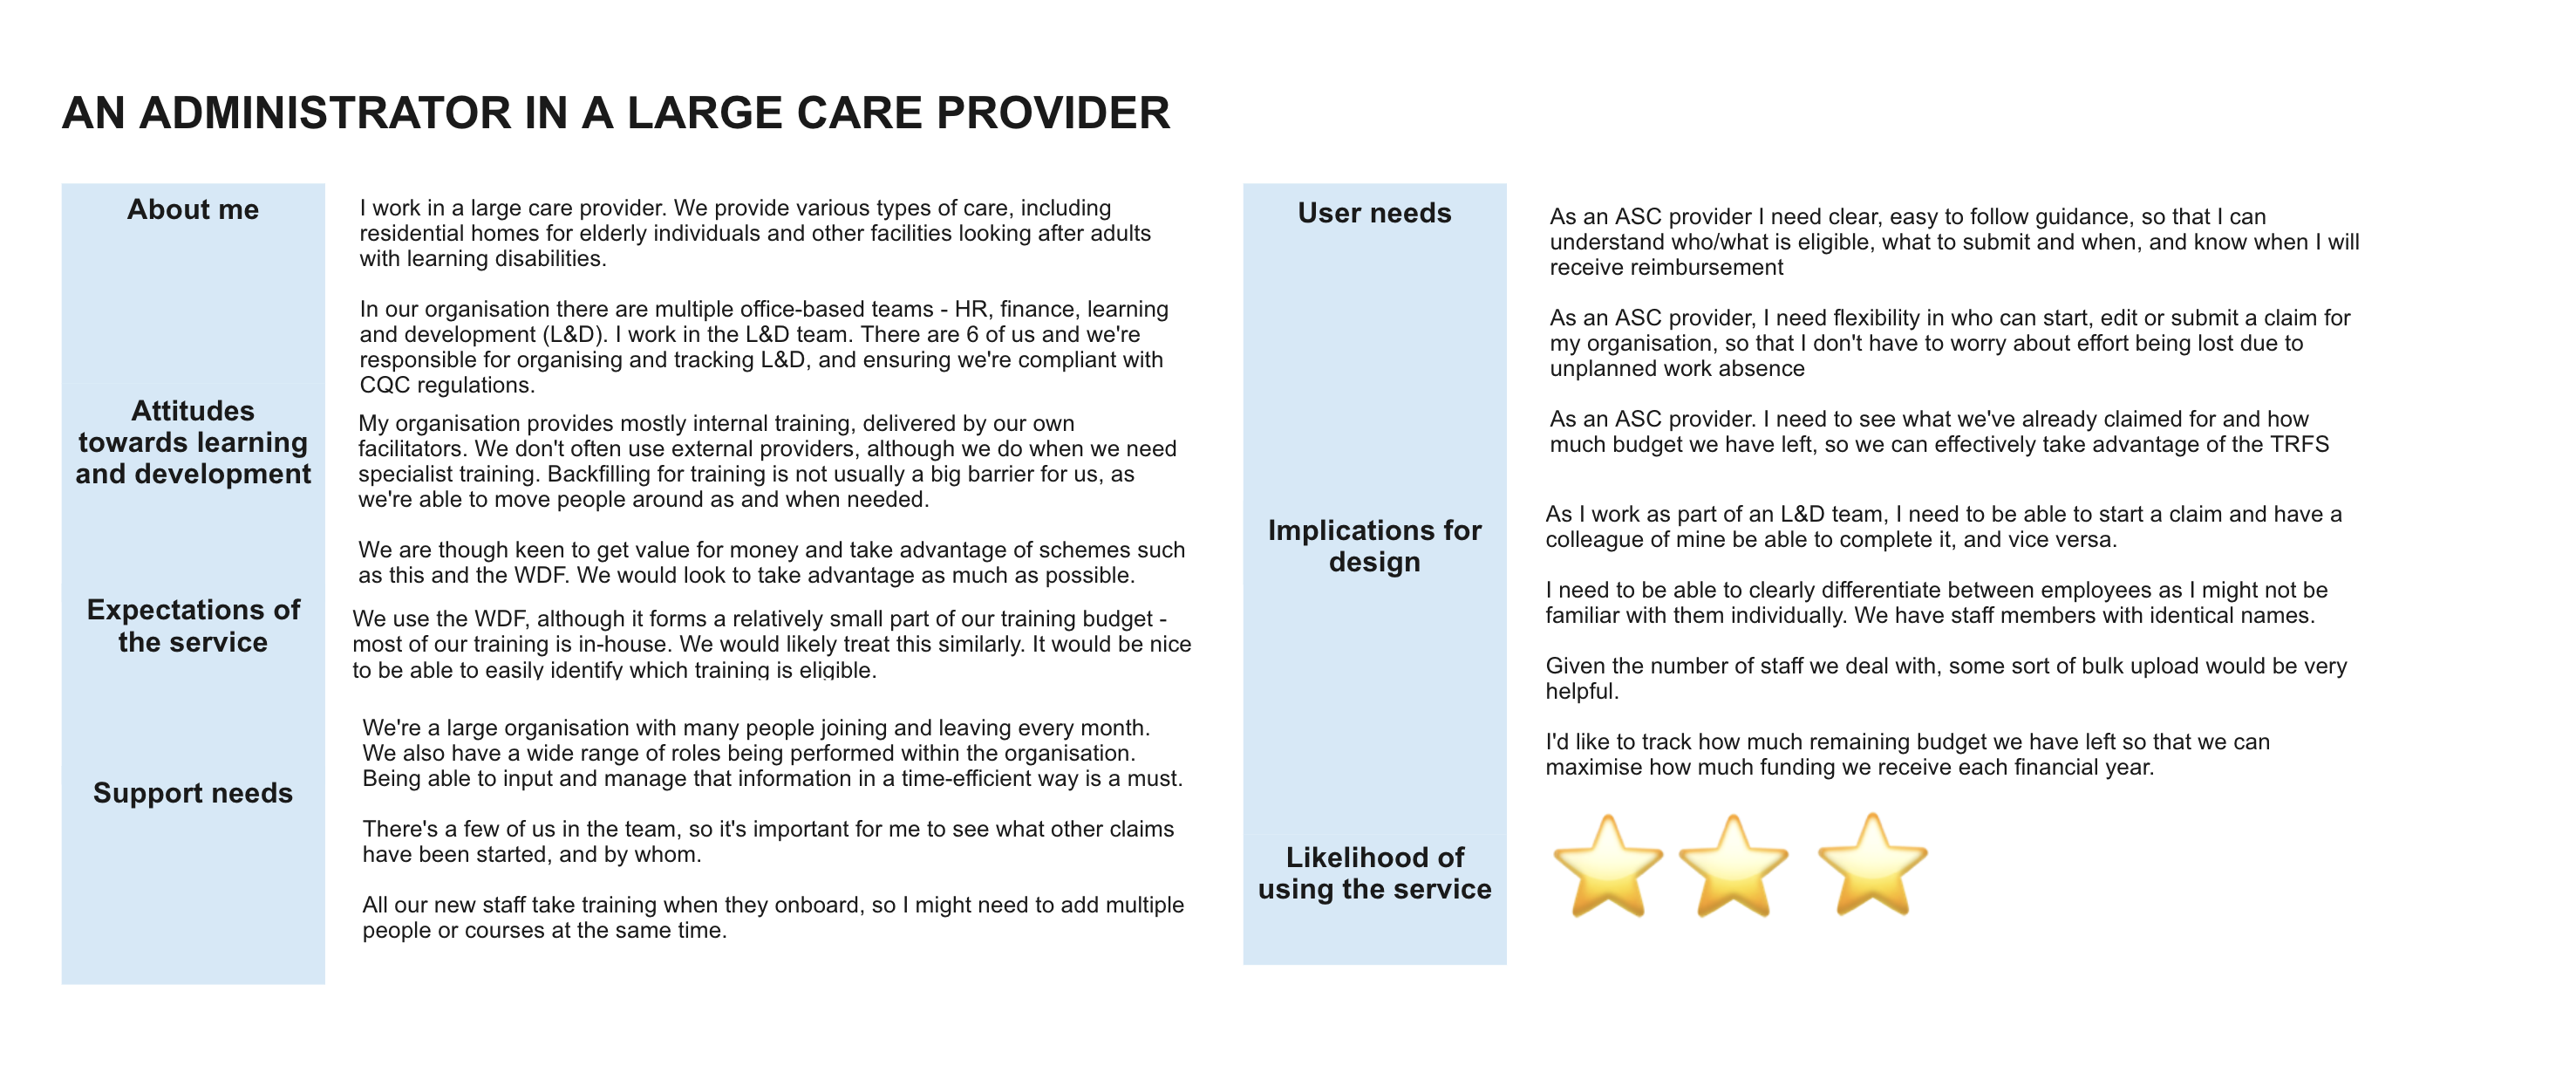 AN ADMINISTRATOR IN A LARGE CARE PROVIDER
About me
I work in a large care provider. We provide various types of care, including
residential homes for elderly individuals and other facilities looking after adults
with learning disabilities.
In our organisation there are multiple office-based teams - HR, finance, learning
and development (L&D). I work in the L&D team. There are 6 of us and we're
responsible for organising and tracking L&D, and ensuring we're compliant with
CQC regulations.
Attitudes
towards learning
and development
My organisation provides mostly internal training, delivered by our own
facilitators. We don't often use external providers, although we do when we need
specialist training. Backfilling for training is not usually a big barrier for us, as
we're able to move people around as and when needed.
We are though keen to get value for money and take advantage of schemes such
as this and the WDF. We would look to take advantage as much as possible.
Expectations of
the service
We use the WDF, although it forms a relatively small part of our training budget -
most of our training is in-house. We would likely treat this similarly. It would be nice
to be able to easily identify which training is eligible.
Support needs
We're a large organisation with many people joining and leaving every month.
We also have a wide range of roles being performed within the organisation.
Being able to input and manage that information in a time-efficient way is a must.
There's a few of us in the team, so it's important for me to see what other claims
have been started, and by whom.
All our new staff take training when they onboard, so I might need to add multiple
people or courses at the same time.
User needs
As an ASC provider I need clear, easy to follow guidance, so that I can
understand who/what is eligible, what to submit and when, and know when I will
receive reimbursement
As an ASC provider, I need flexibility in who can start, edit or submit a claim for
my organisation, so that I don't have to worry about effort being lost due to
unplanned work absence
As an ASC provider. I need to see what we've already claimed for and how
much budget we have left, so we can effectively take advantage of the TRFS
Implications for
design
As I work as part of an L&D team, I need to be able to start a claim and have a
colleague of mine be able to complete it, and vice versa.
I need to be able to clearly differentiate between employees as I might not be
familiar with them individually. We have staff members with identical names.
Given the number of staff we deal with, some sort of bulk upload would be very
helpful.
I'd like to track how much remaining budget we have left so that we can
maximise how much funding we receive each financial year.
Likelihood of
using the service